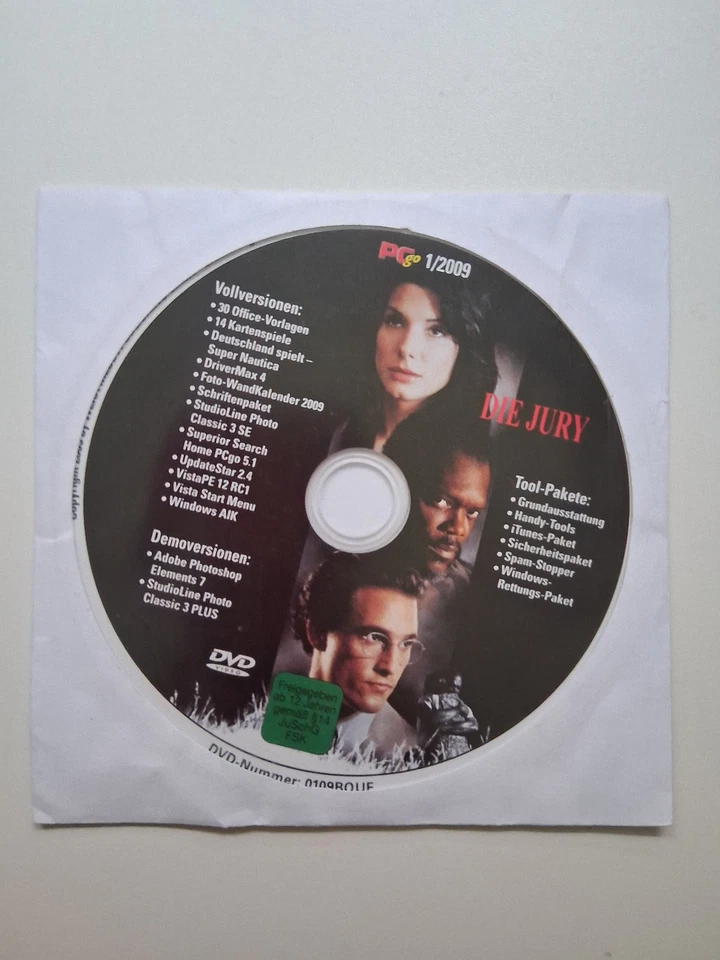 PCgo 1/2009
Vollversionen:
• 30 Office-Vorlagen
• 14 Kartenspiele
• Deutschland spielt –
Super Nautica
• DriverMax 4
• Foto-WandKalender 2009
• Schriftenpaket
• StudioLine Photo
Classic 3 SE
• Superior Search
Home PCgo 5.1
• UpdateStar 2.4
• VistaPE 12 RC1
• Vista Start Menu
• Windows AIK
Demoversionen:
• Adobe Photoshop
Elements 7
• StudioLine Photo
Classic 3 PLUS
DIE JURY
Tool-Pakete:
• Grundausstattung
• Handy-Tools
• iTunes-Paket
• Sicherheitspaket
• Spam-Stopper
• Windows-
Rettungs-Paket
DVD
VIDEO
Freigegeben
ab 12 Jahren
gemäß §14
JuSchG
FSK
DVD-Nummer: 0109BOUE